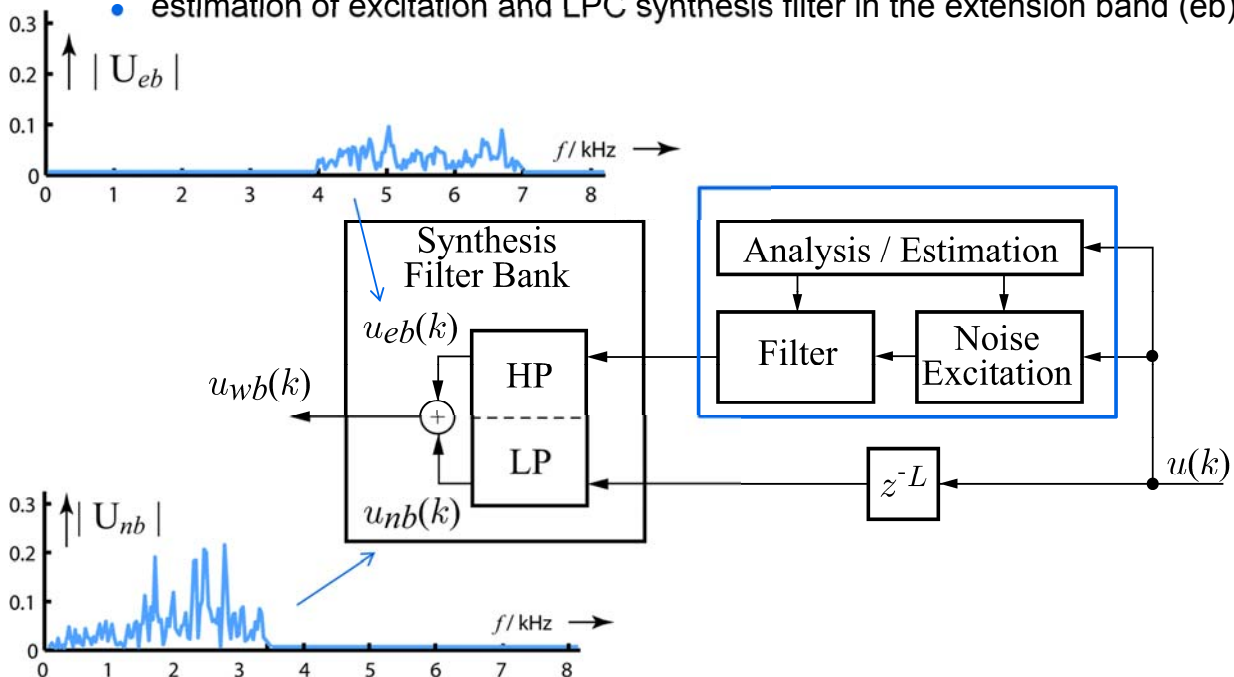 • estimation of excitation and LPC synthesis filter in the extension band (eb)
0.3
0.2
0.1
0
| U_eb |
f / kHz
0 1 2 3 4 5 6 7 8
Synthesis
Filter Bank
u_eb(k)
HP
u_wb(k)
+
LP
u_nb(k)
Analysis / Estimation
Filter
Noise
Excitation
z^-L
u(k)
0.3
0.2
0.1
0
| U_nb |
f / kHz
0 1 2 3 4 5 6 7 8